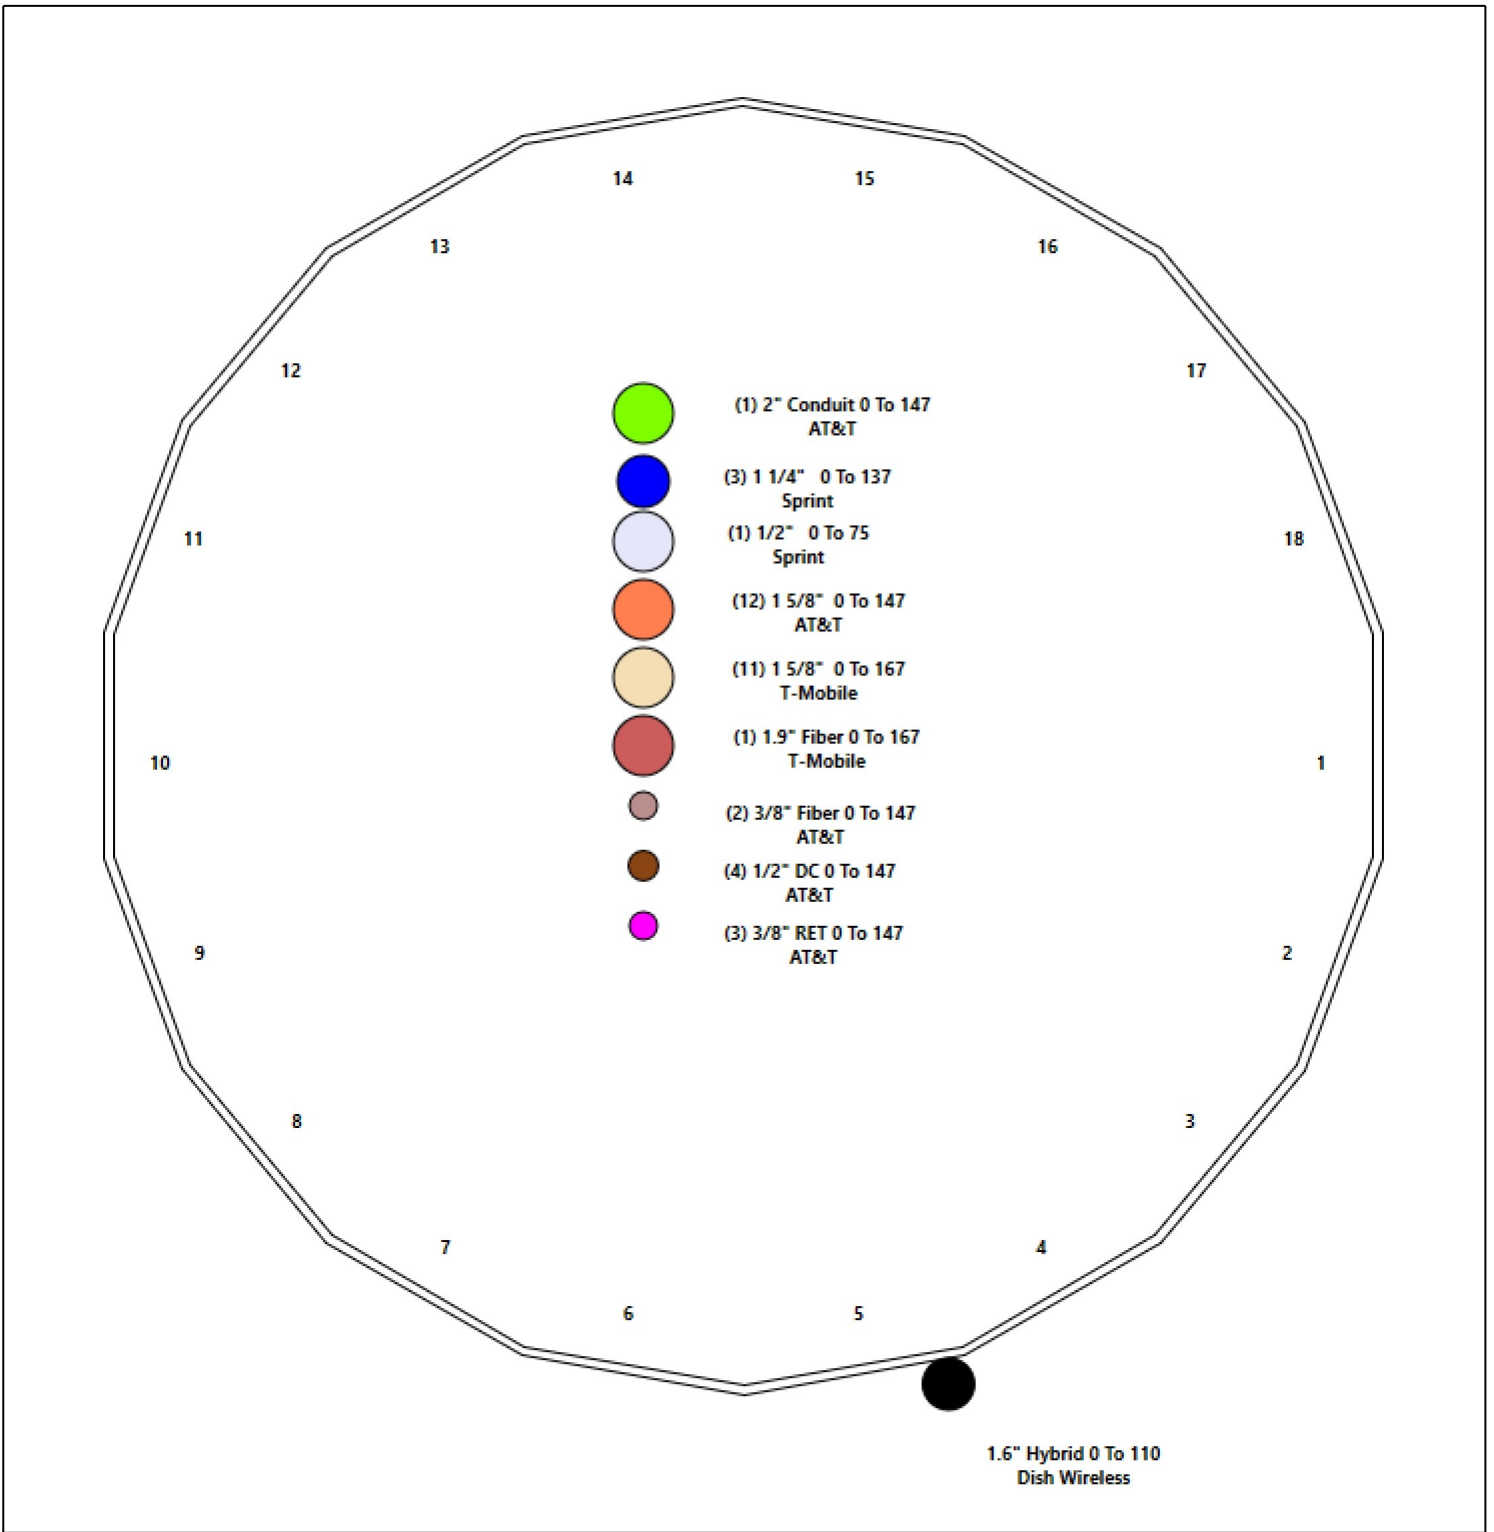 14
15
13
16
12
17
(1) 2" Conduit 0 To 147
AT&T
(3) 1 1/4" 0 To 137
Sprint
(1) 1/2" 0 To 75
Sprint
11
18
(12) 1 5/8" 0 To 147
AT&T
(11) 1 5/8" 0 To 167
T-Mobile
(1) 1.9" Fiber 0 To 167
T-Mobile
10
1
(2) 3/8" Fiber 0 To 147
AT&T
(4) 1/2" DC 0 To 147
AT&T
(3) 3/8" RET 0 To 147
AT&T
9
2
8
3
7
4
6
5
1.6" Hybrid 0 To 110
Dish Wireless